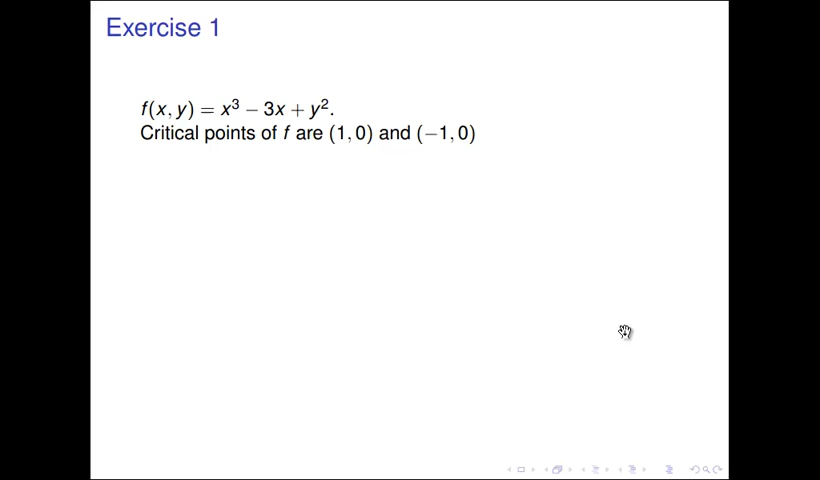 Exercise 1
f(x, y) = x³ − 3x + y².
Critical points of f are (1, 0) and (−1, 0)